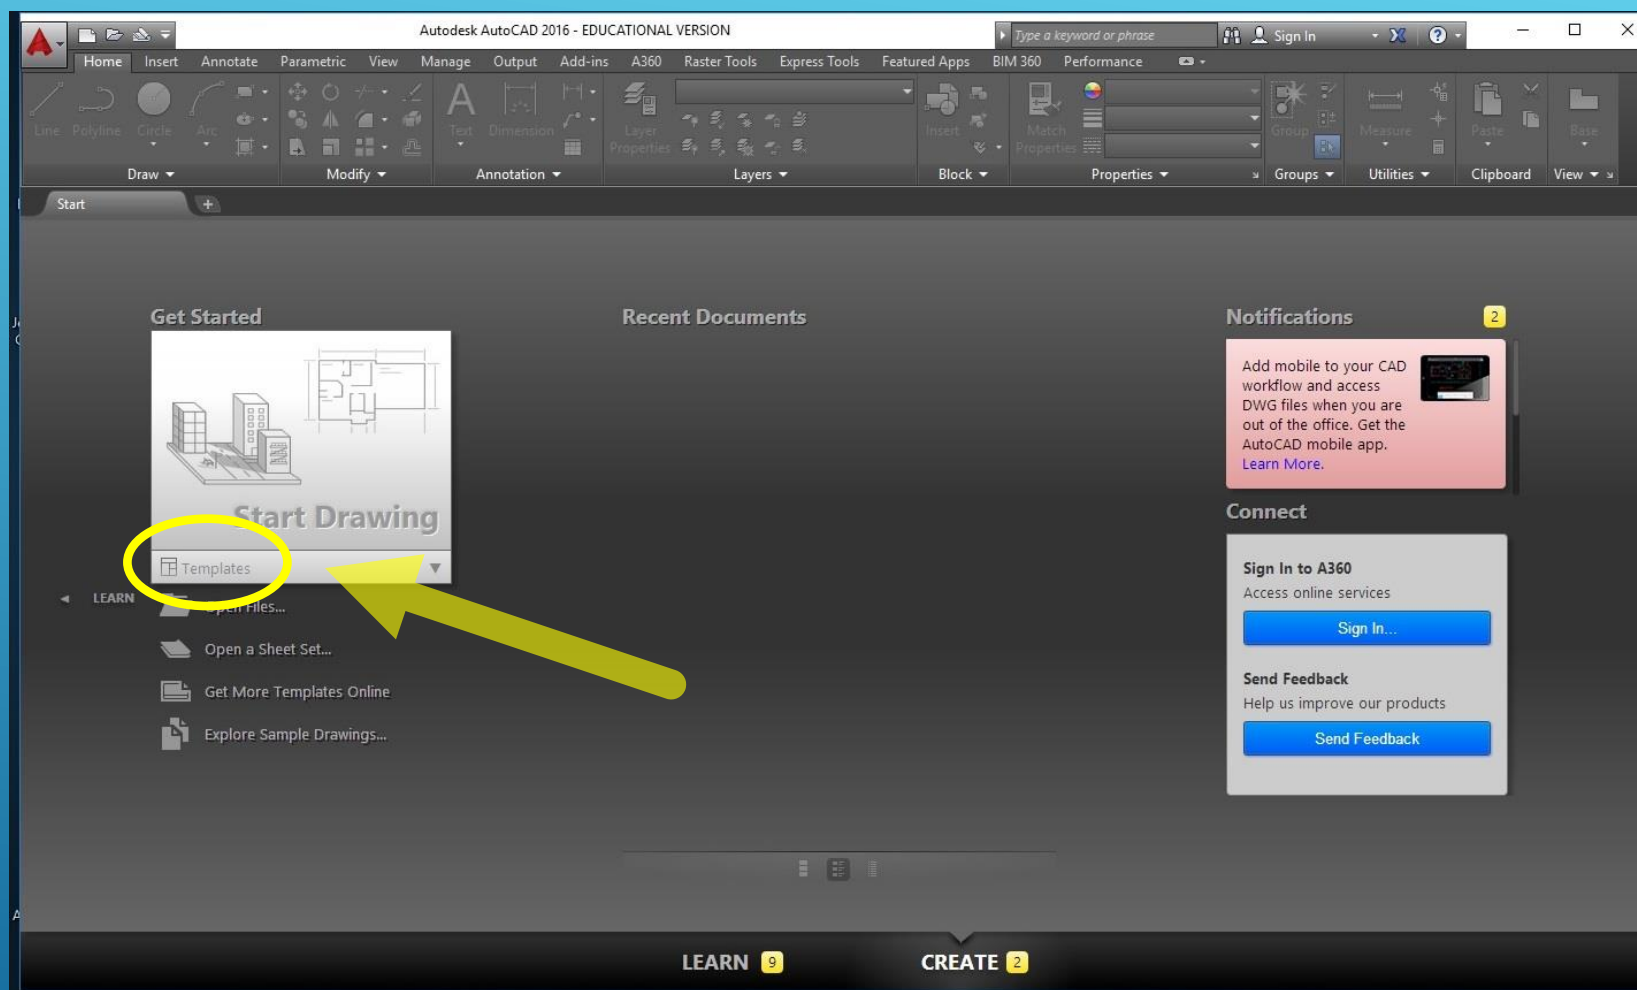 Autodesk AutoCAD 2016 - EDUCATIONAL VERSION
Type a keyword or phrase
Sign In
Home Insert Annotate Parametric View Manage Output Add-ins A360 Raster Tools Express Tools Featured Apps BIM 360 Performance
Line Polyline Circle Arc
Text Dimension
Layer
Properties
Insert
Match
Properties
Group
Measure
Paste
Base
Draw Modify Annotation Layers Block Properties Groups Utilities Clipboard View
Start
Get Started
Start Drawing
Templates
LEARN
Open Files...
Open a Sheet Set...
Get More Templates Online
Explore Sample Drawings...
Recent Documents
Notifications 2
Add mobile to your CAD
workflow and access
DWG files when you are
out of the office. Get the
AutoCAD mobile app.
Learn More.
Connect
Sign In to A360
Access online services
Sign In...
Send Feedback
Help us improve our products
Send Feedback
LEARN 9 CREATE 2